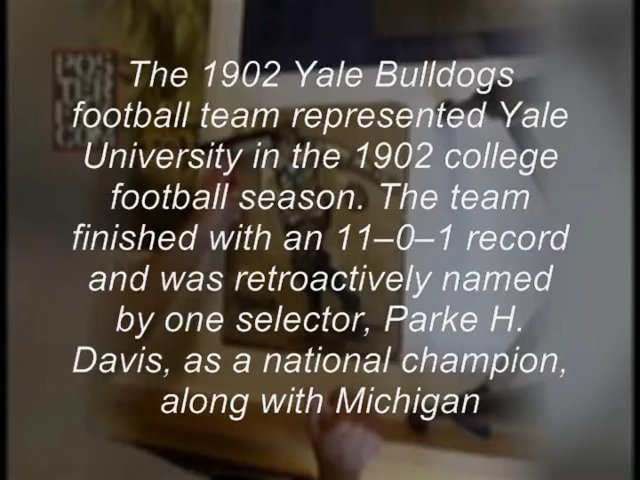 POS
TER
The 1902 Yale Bulldogs
football team represented Yale
University in the 1902 college
football season. The team
finished with an 11–0–1 record
and was retroactively named
by one selector, Parke H.
Davis, as a national champion,
along with Michigan